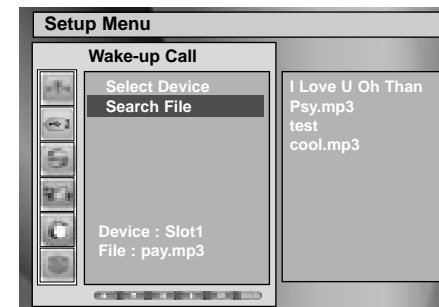 Setup Menu
Wake-up Call
Select Device
Search File
Device : Slot1
File : pay.mp3
I Love U Oh Than
Psy.mp3
test
cool.mp3